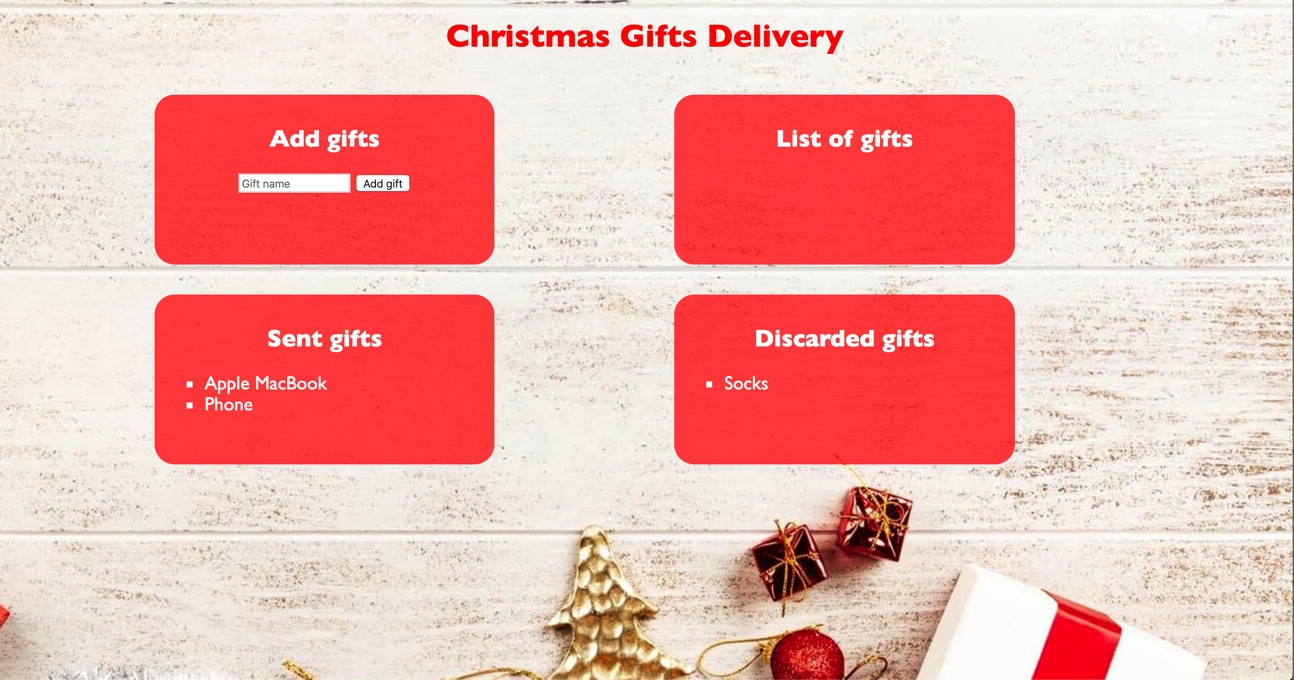 Christmas Gifts Delivery
Add gifts
Gift name
Add gift
List of gifts
Sent gifts
Apple MacBook
Phone
Discarded gifts
Socks